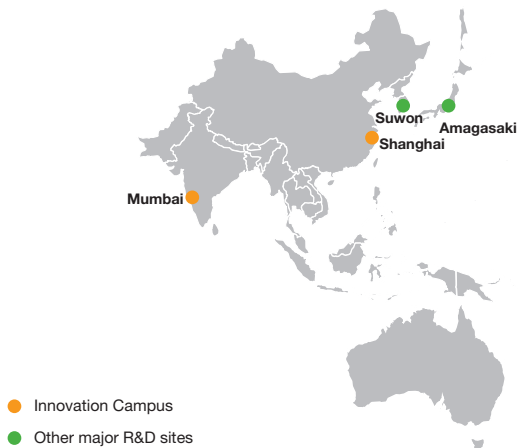 Suwon
Amagasaki
Shanghai
Mumbai
Innovation Campus
Other major R&D sites